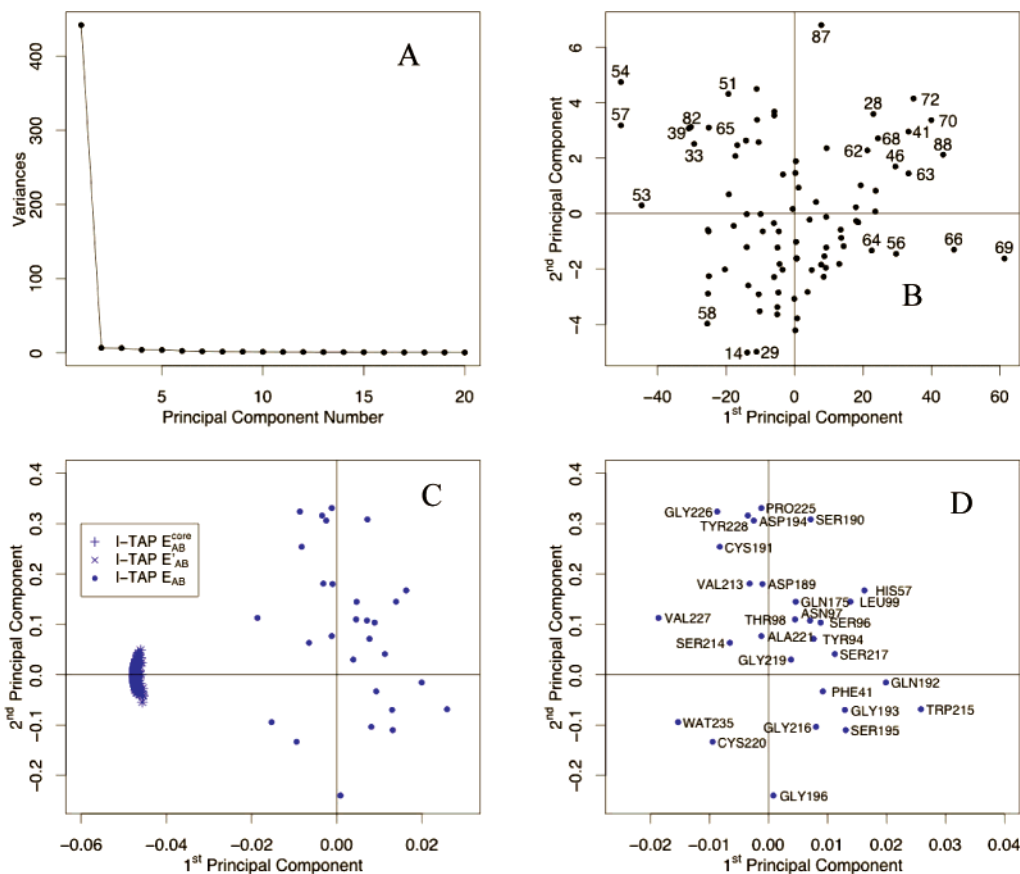 A
Variances
400
300
200
100
0
5
10
15
20
Principal Component Number
B
2nd Principal Component
6
4
2
0
−2
−4
87
54
51
28
72
57
82
39
65
70
41
68
33
62
46
88
63
53
64
56
66
69
58
14
29
−40
−20
0
20
40
60
1st Principal Component
C
2nd Principal Component
0.4
0.3
0.2
0.1
0.0
−0.1
−0.2
I−TAP E core AB
I−TAP E' AB
I−TAP E AB
−0.06
−0.04
−0.02
0.00
0.02
1st Principal Component
D
2nd Principal Component
0.4
0.3
0.2
0.1
0.0
−0.1
−0.2
PRO225
GLY226
TYR228
ASP194
SER190
CYS191
VAL213
ASP189
HIS57
GLN175
LEU99
ASN97
VAL227
THR98
SER96
ALA221
TYR94
SER214
GLY219
SER217
GLN192
PHE41
GLY193
TRP215
WAT235
GLY216
SER195
CYS220
GLY196
−0.02
−0.01
0.00
0.01
0.02
0.03
0.04
1st Principal Component